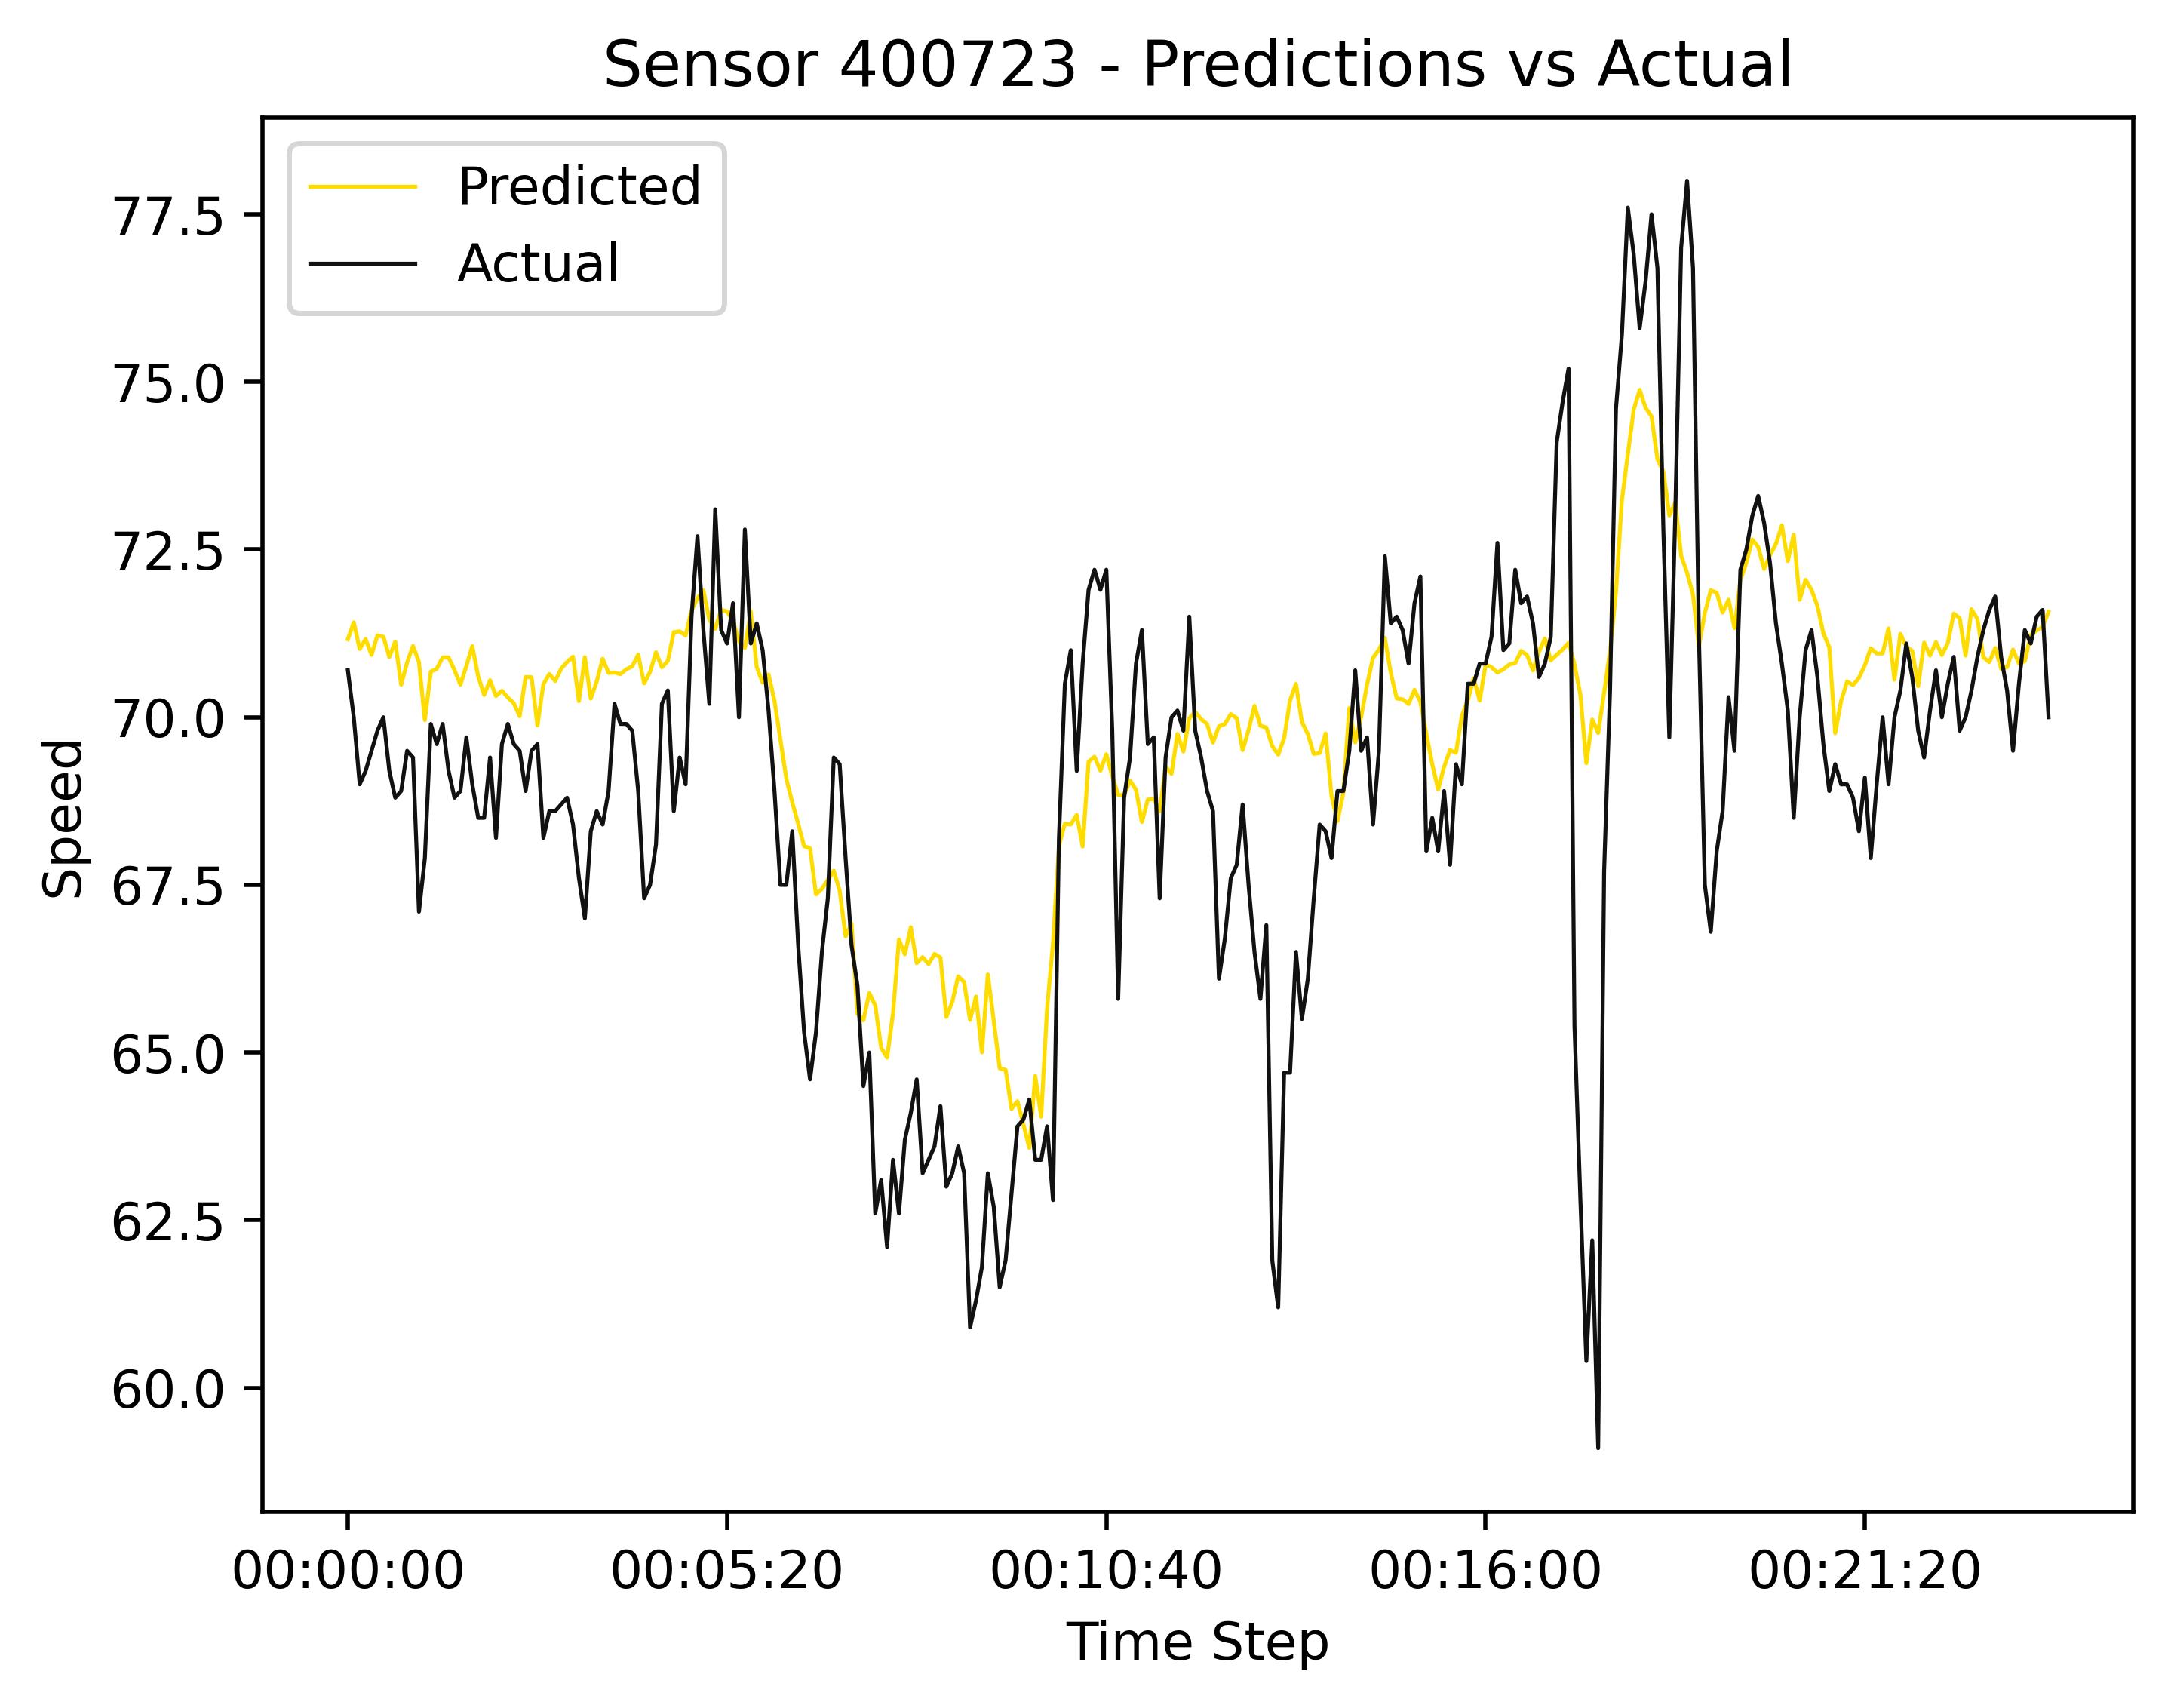 Sensor 400723 - Predictions vs Actual
Predicted
Actual
77.5
75.0
72.5
70.0
67.5
65.0
62.5
60.0
Speed
00:00:00 00:05:20 00:10:40 00:16:00 00:21:20
Time Step